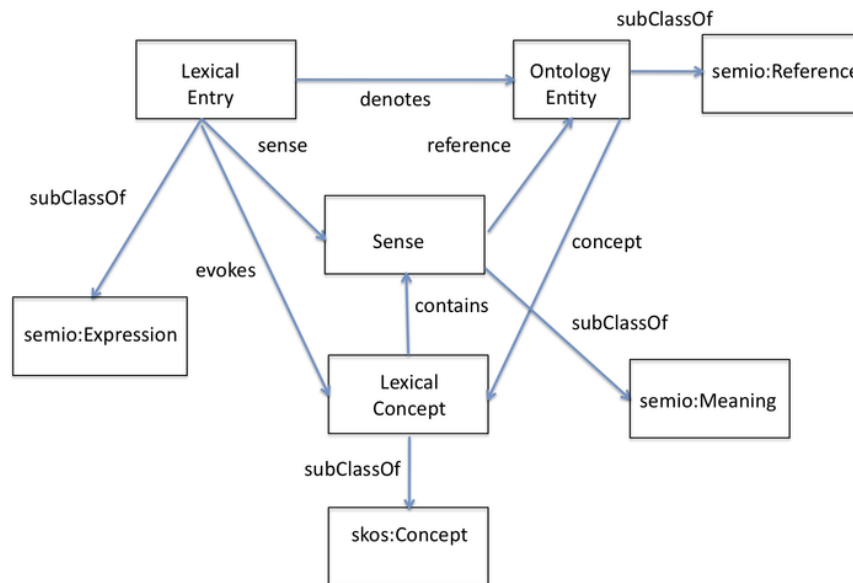 subClassOf
Lexical
Entry
Ontology
Entity
semio:Reference
denotes
sense
reference
subClassOf
Sense
concept
evokes
contains
semio:Expression
subClassOf
Lexical
Concept
semio:Meaning
subClassOf
skos:Concept